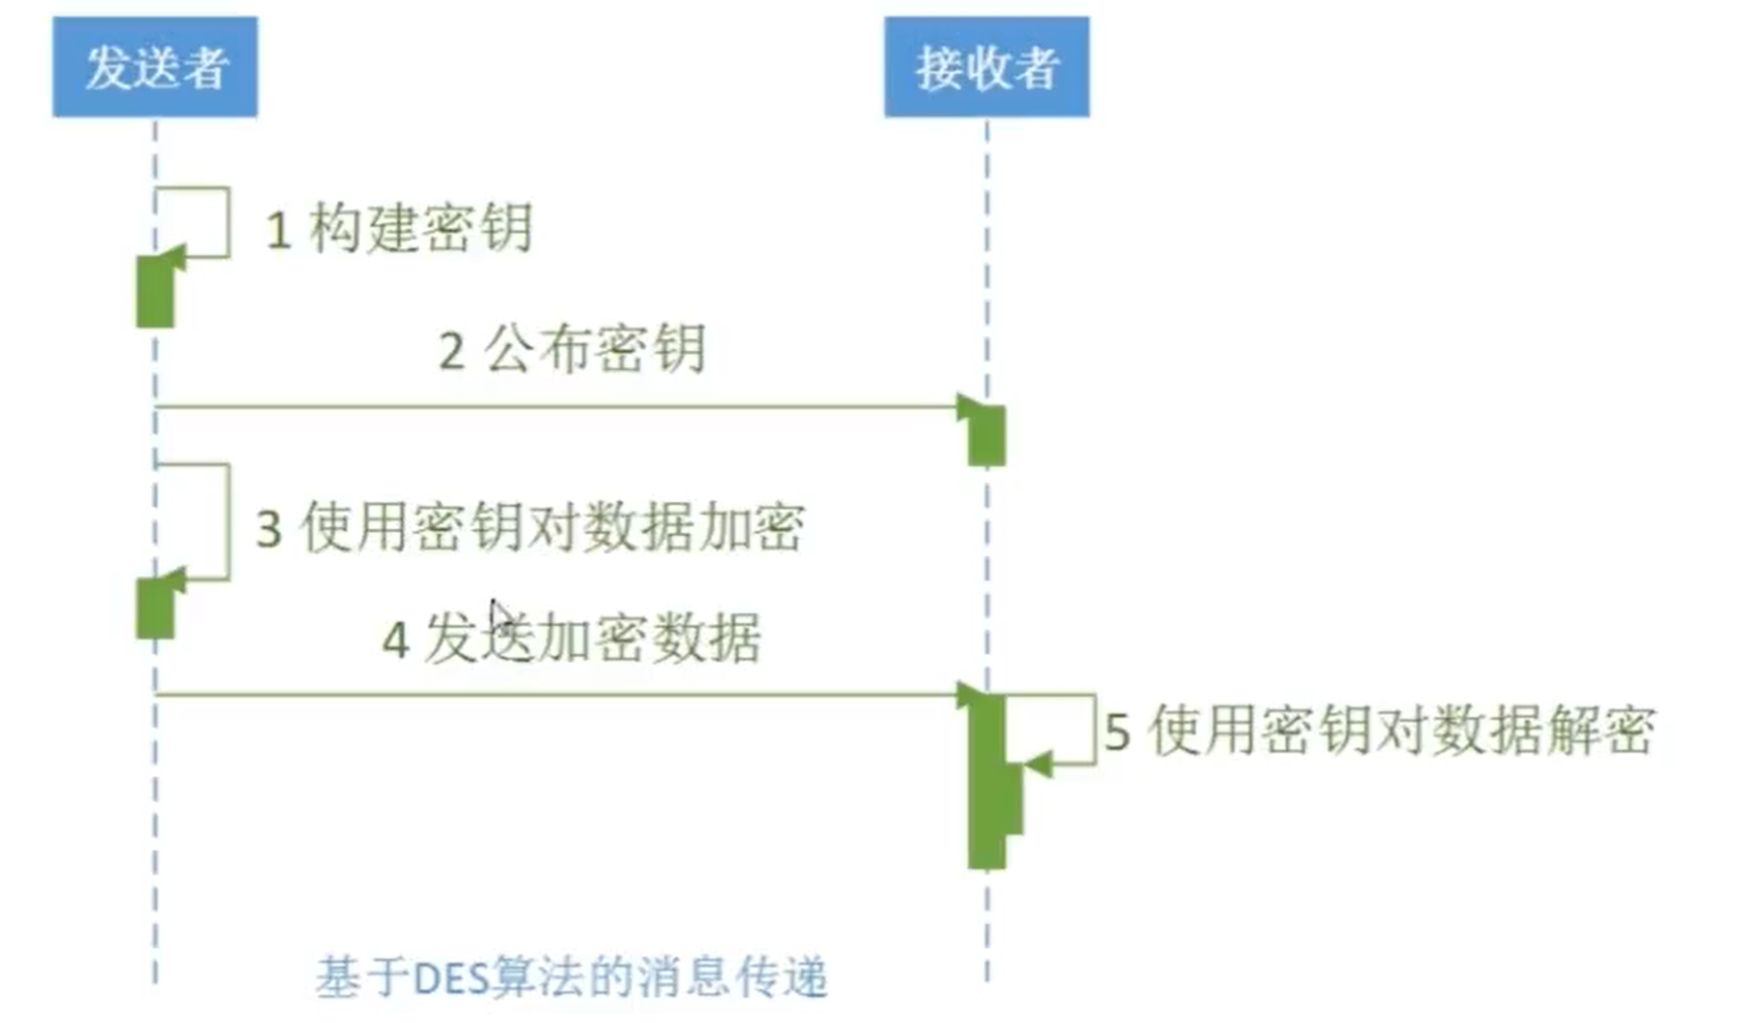 发送者
接收者
1 构建密钥
2 公布密钥
3 使用密钥对数据加密
4 发送加密数据
5 使用密钥对数据解密
基于DES算法的消息传递